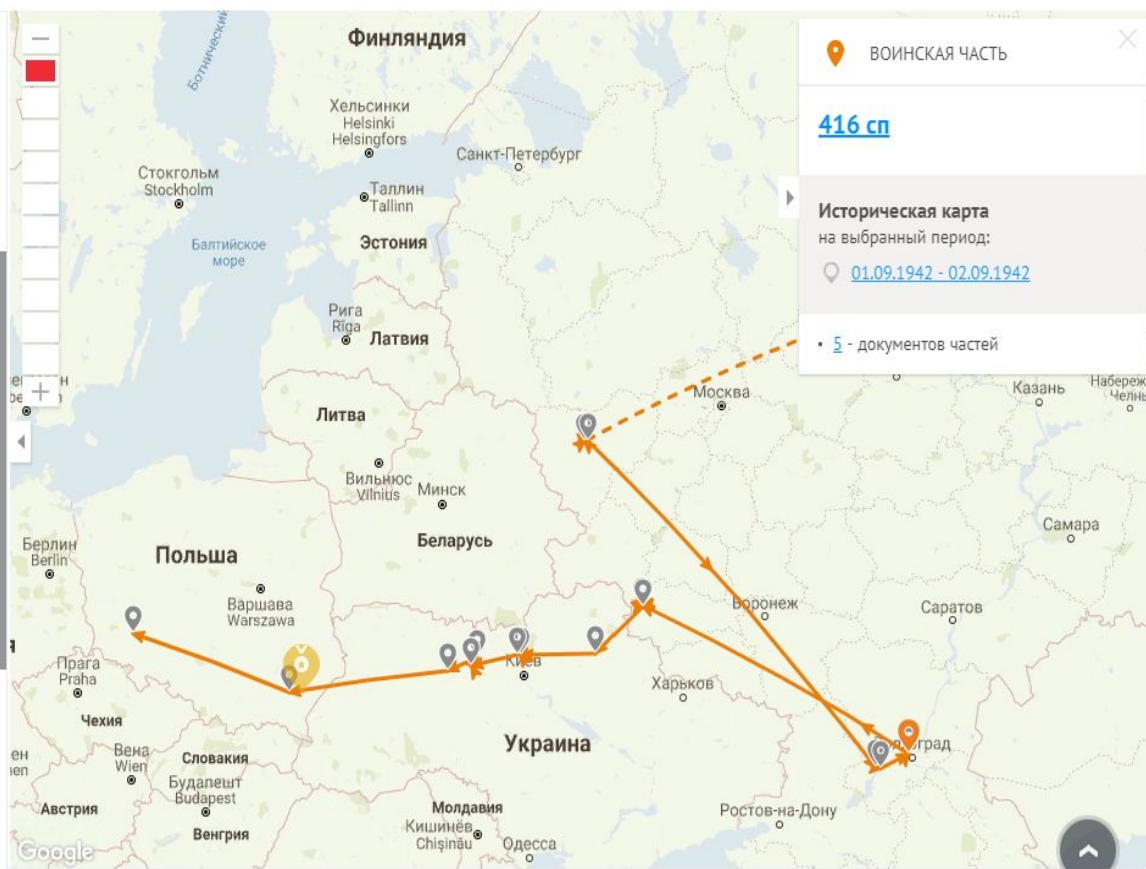 Финляндия
Ботнический
Хельсинки
Helsinki
Helsingfors
Санкт-Петербург
Стокгольм
Stockholm
Таллин
Tallinn
Эстония
Балтийское
море
Рига
Rīga
Латвия
Москва
Казань
Литва
Вильнюс
Vilnius
Минск
Беларусь
Самара
Берлин
Berlin
Польша
Варшава
Warszawa
Воронеж
Саратов
Прага
Praha
Киев
Харьков
Чехия
Вена
Wien
Словакия
Украина
Будапешт
Budapest
Австрия
Венгрия
Молдавия
Кишинёв
Chișinău
Одесса
Ростов-на-Дону
Google
ВОИНСКАЯ ЧАСТЬ
416 сп
Историческая карта
на выбранный период:
01.09.1942 - 02.09.1942
• 5 - документов частей